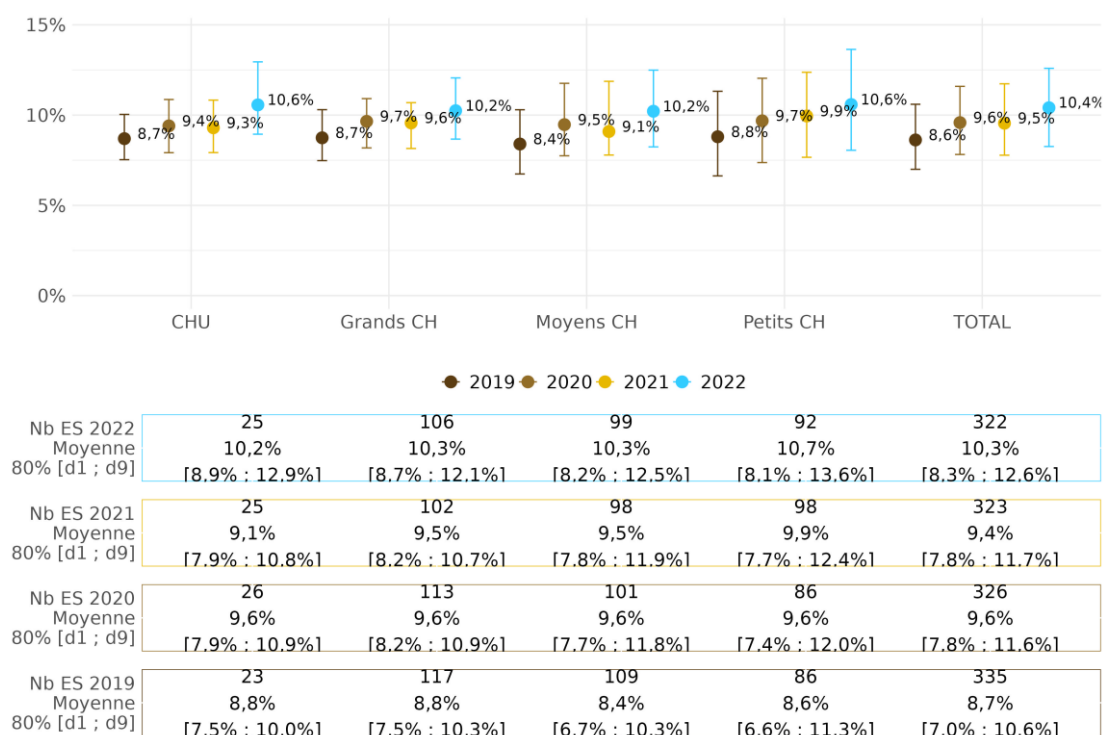 15%
10,6%
10,2%
10,2%
10,6%
10,4%
10%
8,7%
9,4%
9,3%
8,7%
9,7%
9,6%
8,4%
9,5%
9,1%
8,8%
9,7%
9,9%
8,6%
9,6%
9,5%
5%
0%
CHU Grands CH Moyens CH Petits CH TOTAL
2019 2020 2021 2022
Nb ES 2022 25 106 99 92 322
Moyenne 10,2% 10,3% 10,3% 10,7% 10,3%
80% [d1 ; d9] [8,9% ; 12,9%] [8,7% ; 12,1%] [8,2% ; 12,5%] [8,1% ; 13,6%] [8,3% ; 12,6%]
Nb ES 2021 25 102 98 98 323
Moyenne 9,1% 9,5% 9,5% 9,9% 9,4%
80% [d1 ; d9] [7,9% ; 10,8%] [8,2% ; 10,7%] [7,8% ; 11,9%] [7,7% ; 12,4%] [7,8% ; 11,7%]
Nb ES 2020 26 113 101 86 326
Moyenne 9,6% 9,6% 9,6% 9,6% 9,6%
80% [d1 ; d9] [7,9% ; 10,9%] [8,2% ; 10,9%] [7,7% ; 11,8%] [7,4% ; 12,0%] [7,8% ; 11,6%]
Nb ES 2019 23 117 109 86 335
Moyenne 8,8% 8,8% 8,4% 8,6% 8,7%
80% [d1 ; d9] [7,5% ; 10,0%] [7,5% ; 10,3%] [6,7% ; 10,3%] [6,6% ; 11,3%] [7,0% ; 10,6%]